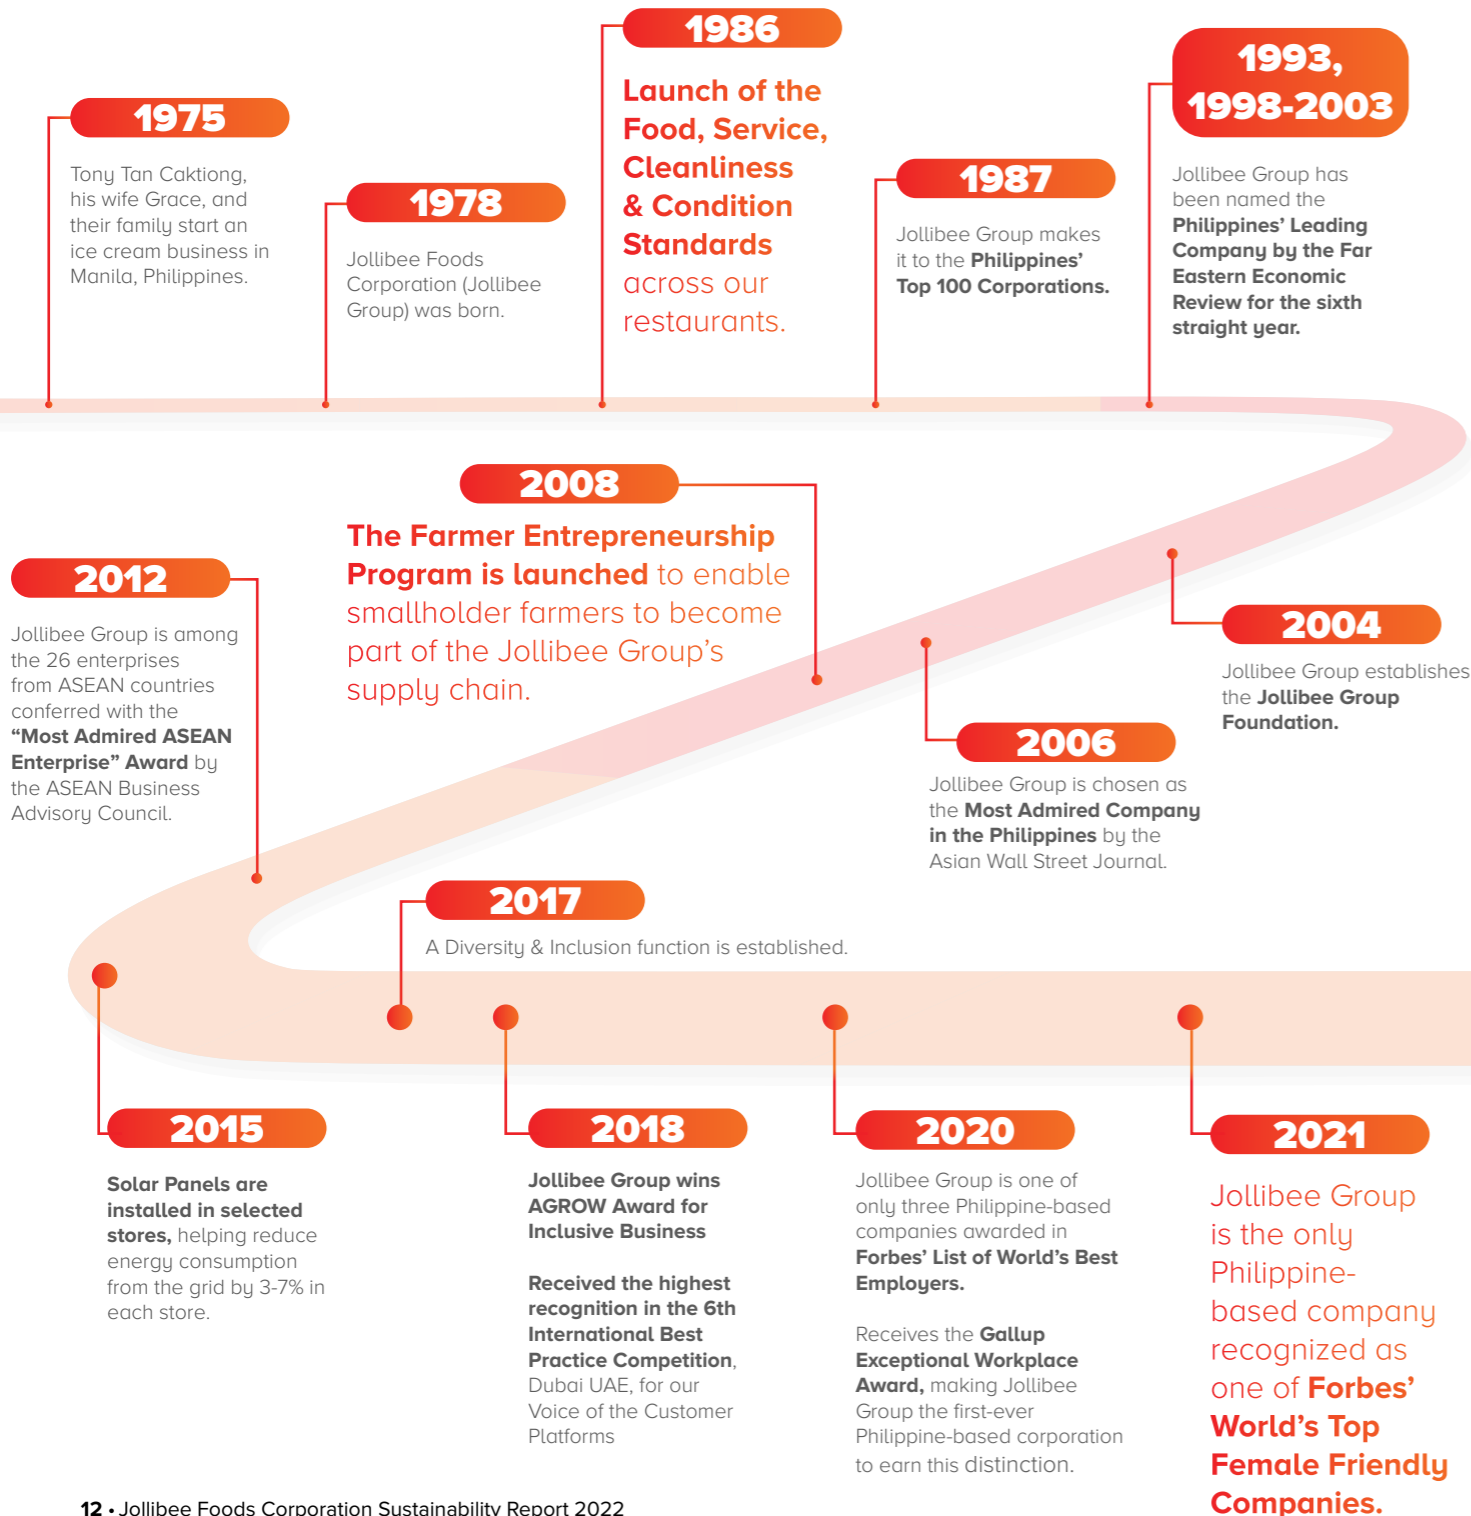 1975
Tony Tan Caktiong,
his wife Grace, and
their family start an
ice cream business in
Manila, Philippines.
1978
Jollibee Foods
Corporation (Jollibee
Group) was born.
1986
Launch of the
Food, Service,
Cleanliness
& Condition
Standards
across our
restaurants.
1987
Jollibee Group makes
it to the Philippines’
Top 100 Corporations.
1993,
1998-2003
Jollibee Group has
been named the
Philippines’ Leading
Company by the Far
Eastern Economic
Review for the sixth
straight year.
2004
Jollibee Group establishes
the Jollibee Group
Foundation.
2006
Jollibee Group is chosen as
the Most Admired Company
in the Philippines by the
Asian Wall Street Journal.
2008
The Farmer Entrepreneurship
Program is launched to enable
smallholder farmers to become
part of the Jollibee Group’s
supply chain.
2012
Jollibee Group is among
the 26 enterprises
from ASEAN countries
conferred with the
“Most Admired ASEAN
Enterprise” Award by
the ASEAN Business
Advisory Council.
2015
Solar Panels are
installed in selected
stores, helping reduce
energy consumption
from the grid by 3-7% in
each store.
2017
A Diversity & Inclusion function is established.
2018
Jollibee Group wins
AGROW Award for
Inclusive Business
Received the highest
recognition in the 6th
International Best
Practice Competition,
Dubai UAE, for our
Voice of the Customer
Platforms
2020
Jollibee Group is one of
only three Philippine-based
companies awarded in
Forbes’ List of World’s Best
Employers.
Receives the Gallup
Exceptional Workplace
Award, making Jollibee
Group the first-ever
Philippine-based corporation
to earn this distinction.
2021
Jollibee Group
is the only
Philippine-
based company
recognized as
one of Forbes’
World’s Top
Female Friendly
Companies.
12 • Jollibee Foods Corporation Sustainability Report 2022